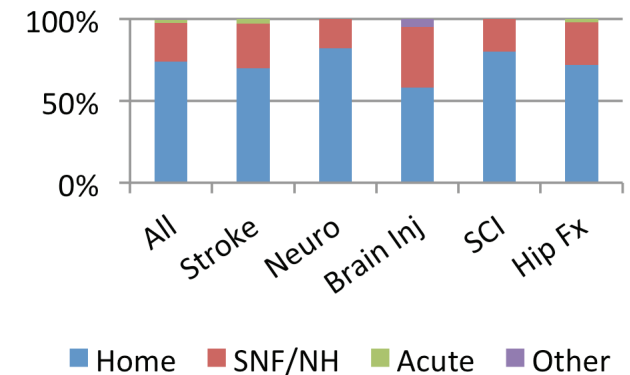 100%
50%
0%
All
Stroke
Neuro
Brain Inj
SCI
Hip Fx
Home SNF/NH Acute Other